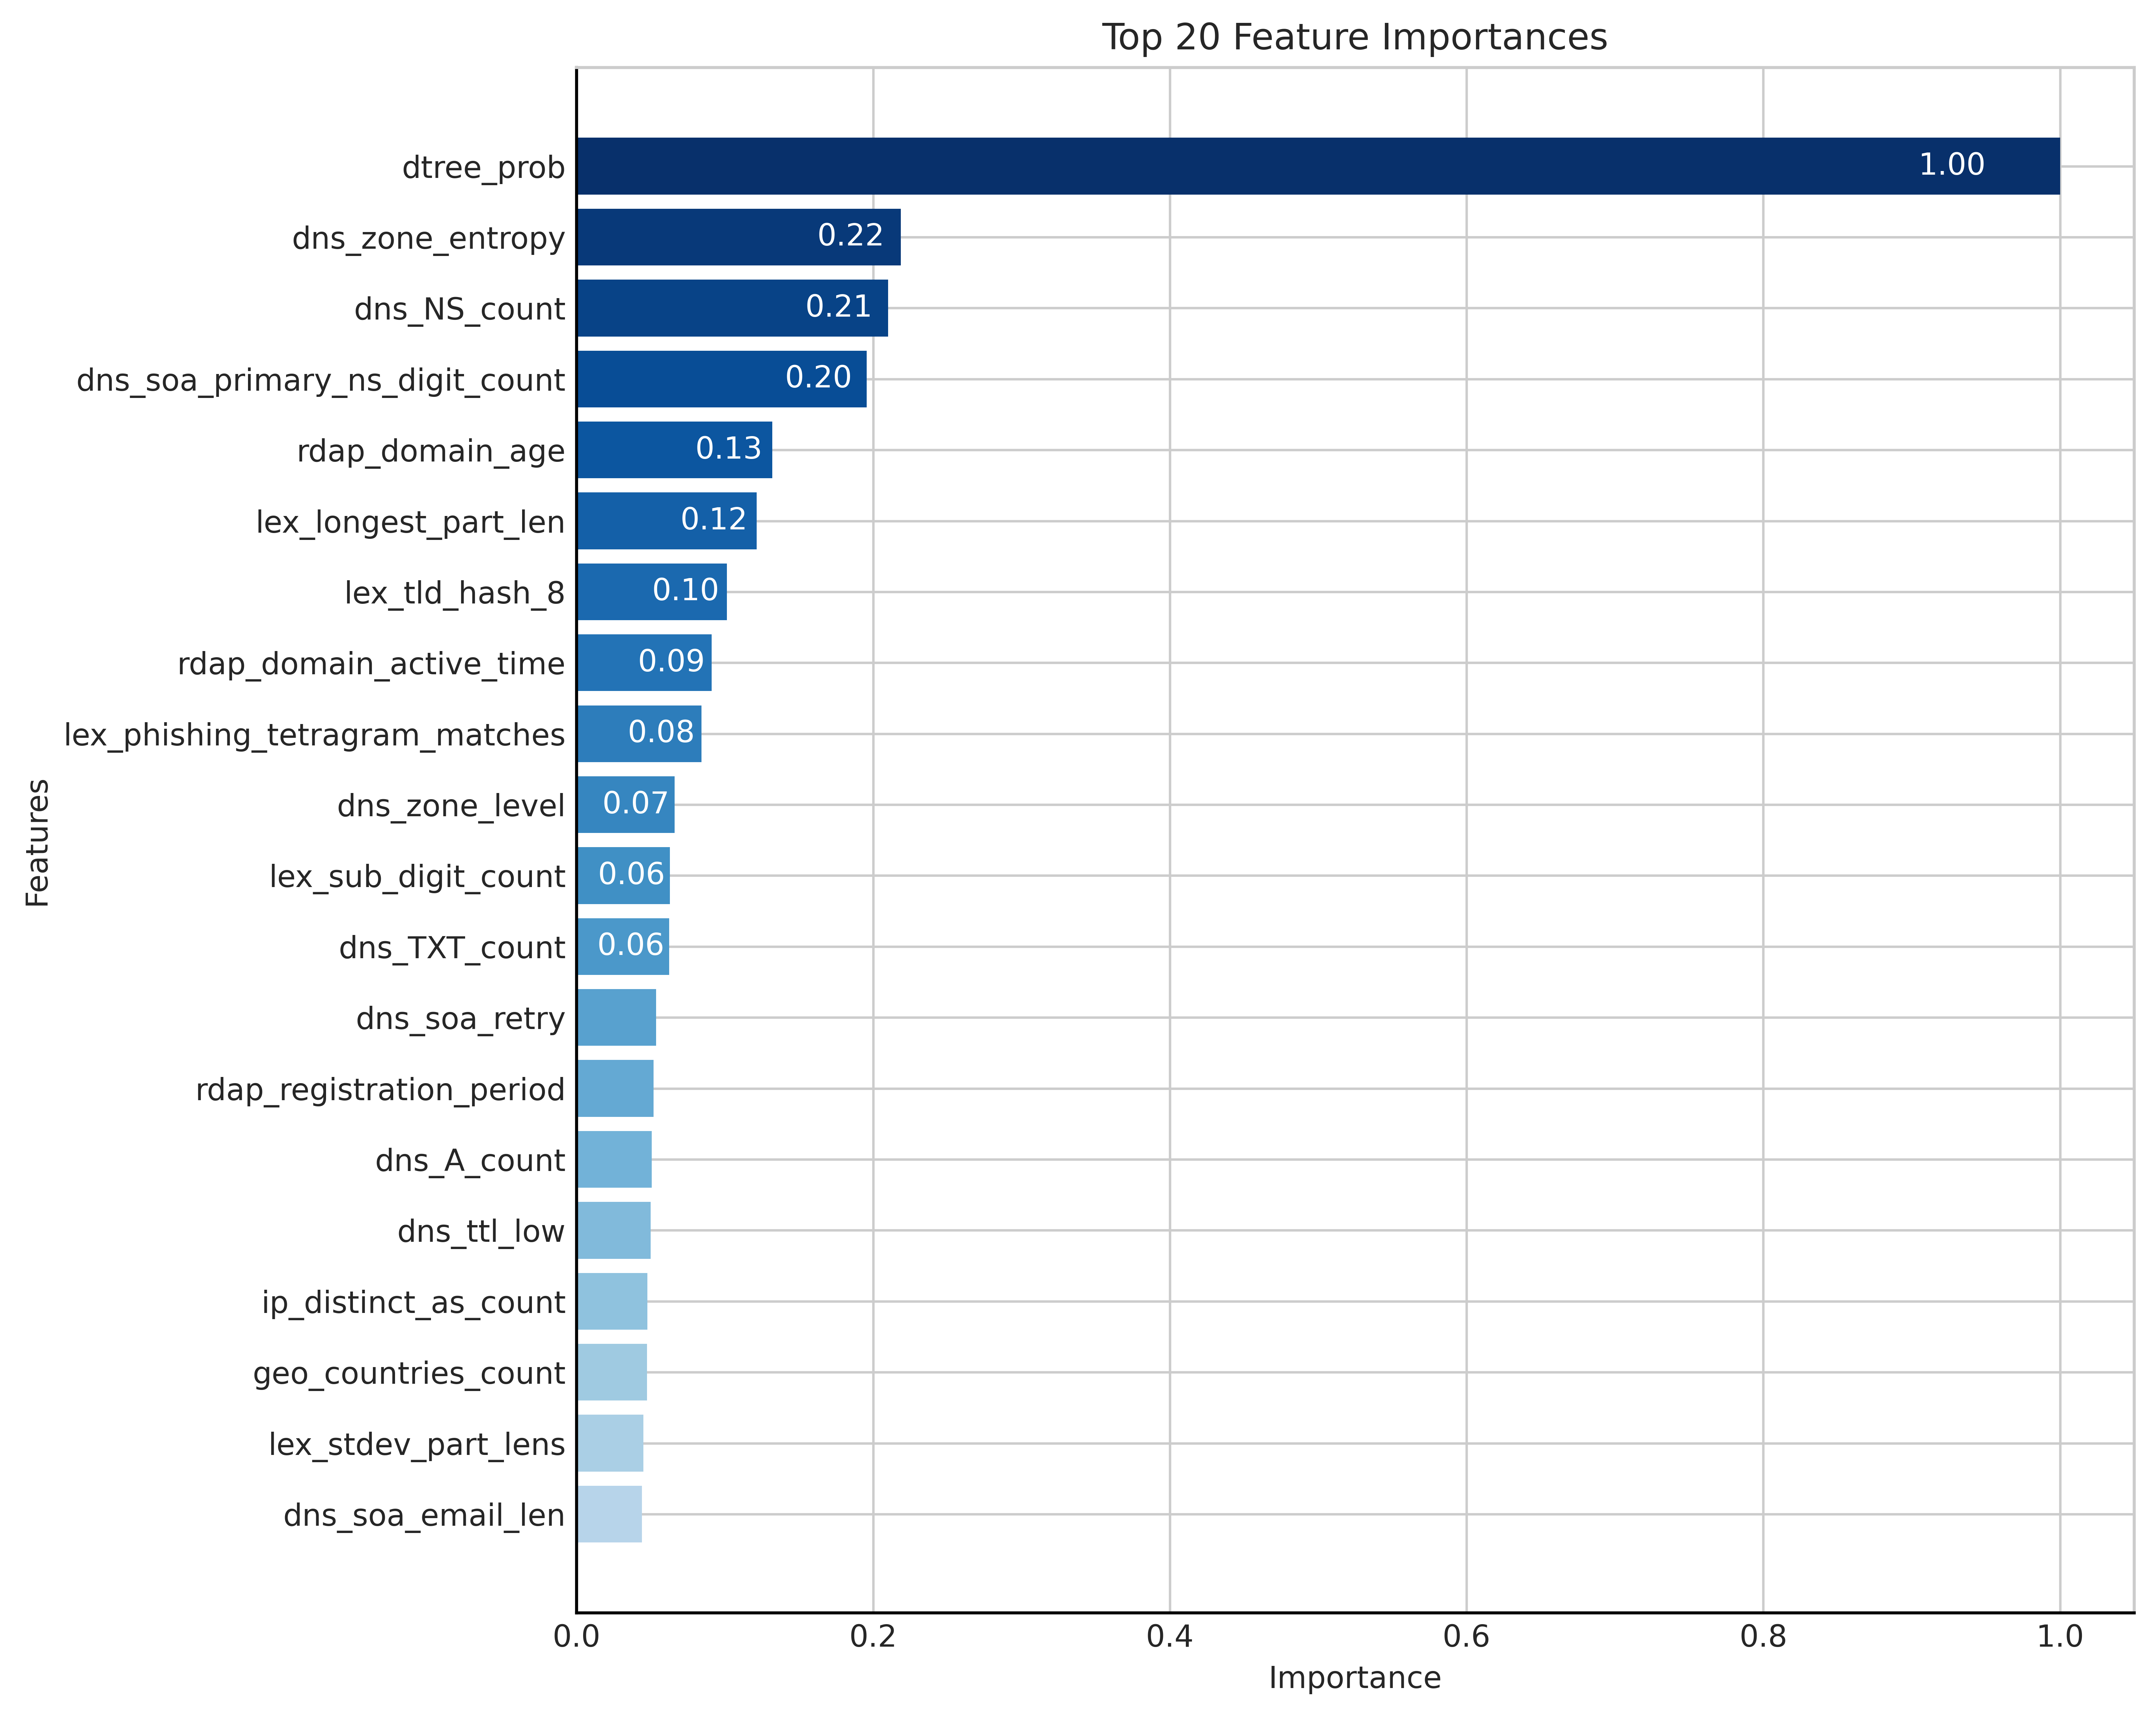 Top 20 Feature Importances
dtree_prob 1.00
dns_zone_entropy 0.22
dns_NS_count 0.21
dns_soa_primary_ns_digit_count 0.20
rdap_domain_age 0.13
lex_longest_part_len 0.12
lex_tld_hash_8 0.10
rdap_domain_active_time 0.09
lex_phishing_tetragram_matches 0.08
dns_zone_level 0.07
lex_sub_digit_count 0.06
dns_TXT_count 0.06
dns_soa_retry
rdap_registration_period
dns_A_count
dns_ttl_low
ip_distinct_as_count
geo_countries_count
lex_stdev_part_lens
dns_soa_email_len
Features
0.0 0.2 0.4 0.6 0.8 1.0
Importance